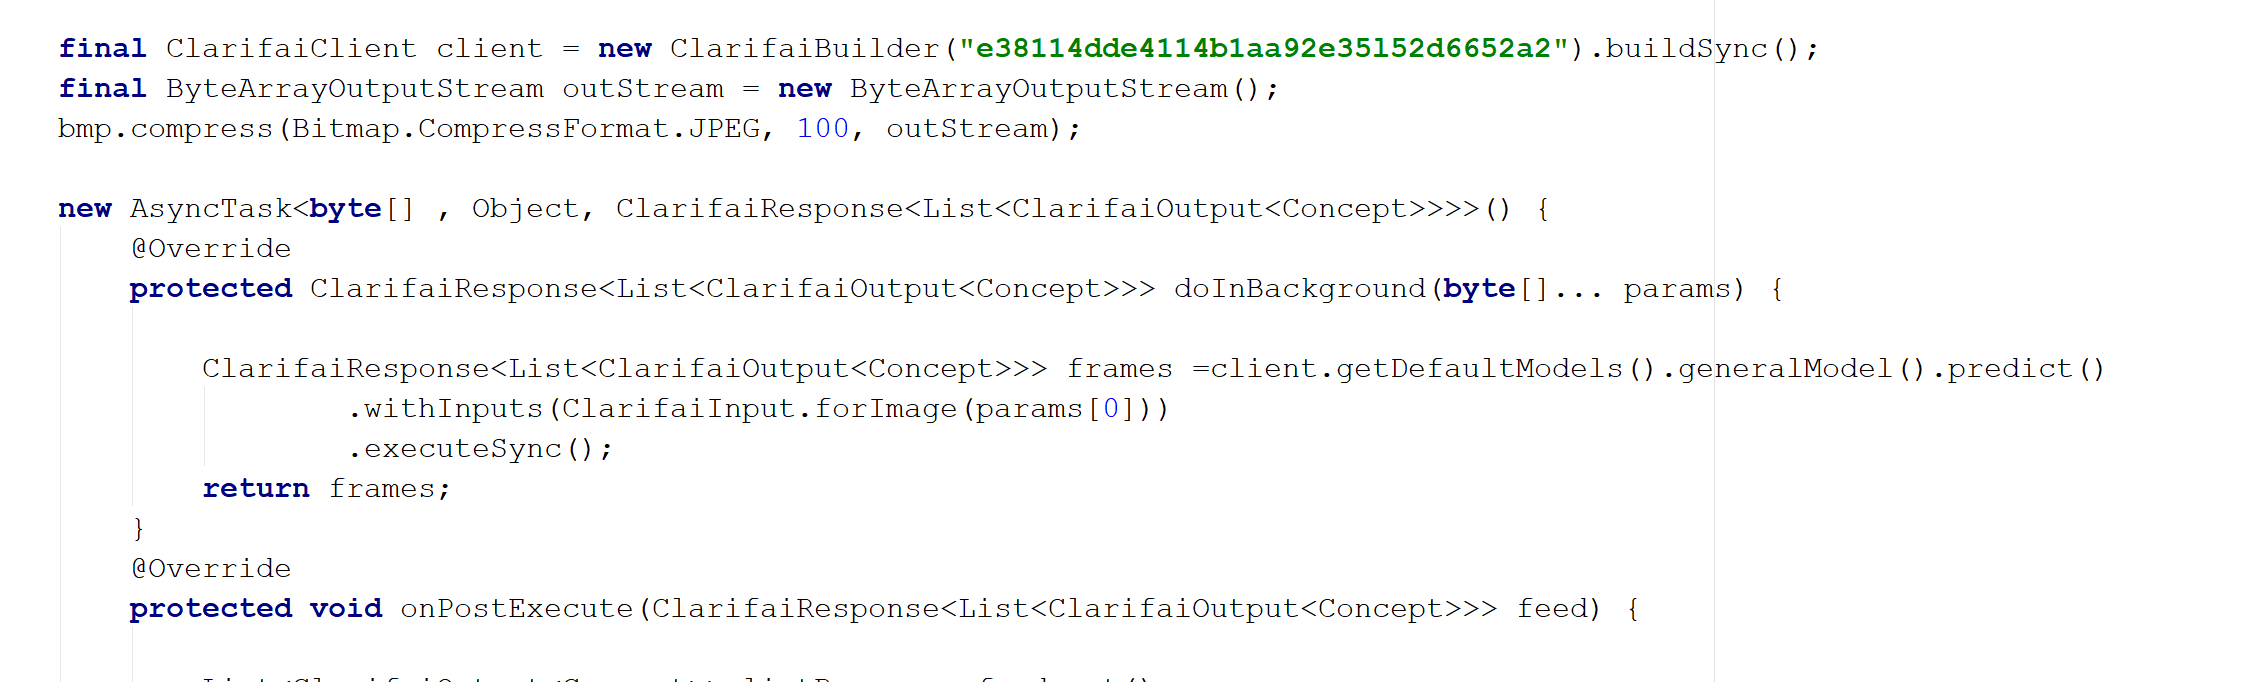 final ClarifaiClient client = new ClarifaiBuilder("e38114dde4114b1aa92e35l52d6652a2").buildSync();
final ByteArrayOutputStream outStream = new ByteArrayOutputStream();
bmp.compress(Bitmap.CompressFormat.JPEG, 100, outStream);
new AsyncTask<byte[] , Object, ClarifaiResponse<List<ClarifaiOutput<Concept>>>>() {
@Override
protected ClarifaiResponse<List<ClarifaiOutput<Concept>>> doInBackground(byte[]... params) {
ClarifaiResponse<List<ClarifaiOutput<Concept>>> frames =client.getDefaultModels().generalModel().predict()
.withInputs(ClarifaiInput.forImage(params[0]))
.executeSync();
return frames;
}
@Override
protected void onPostExecute(ClarifaiResponse<List<ClarifaiOutput<Concept>>> feed) {